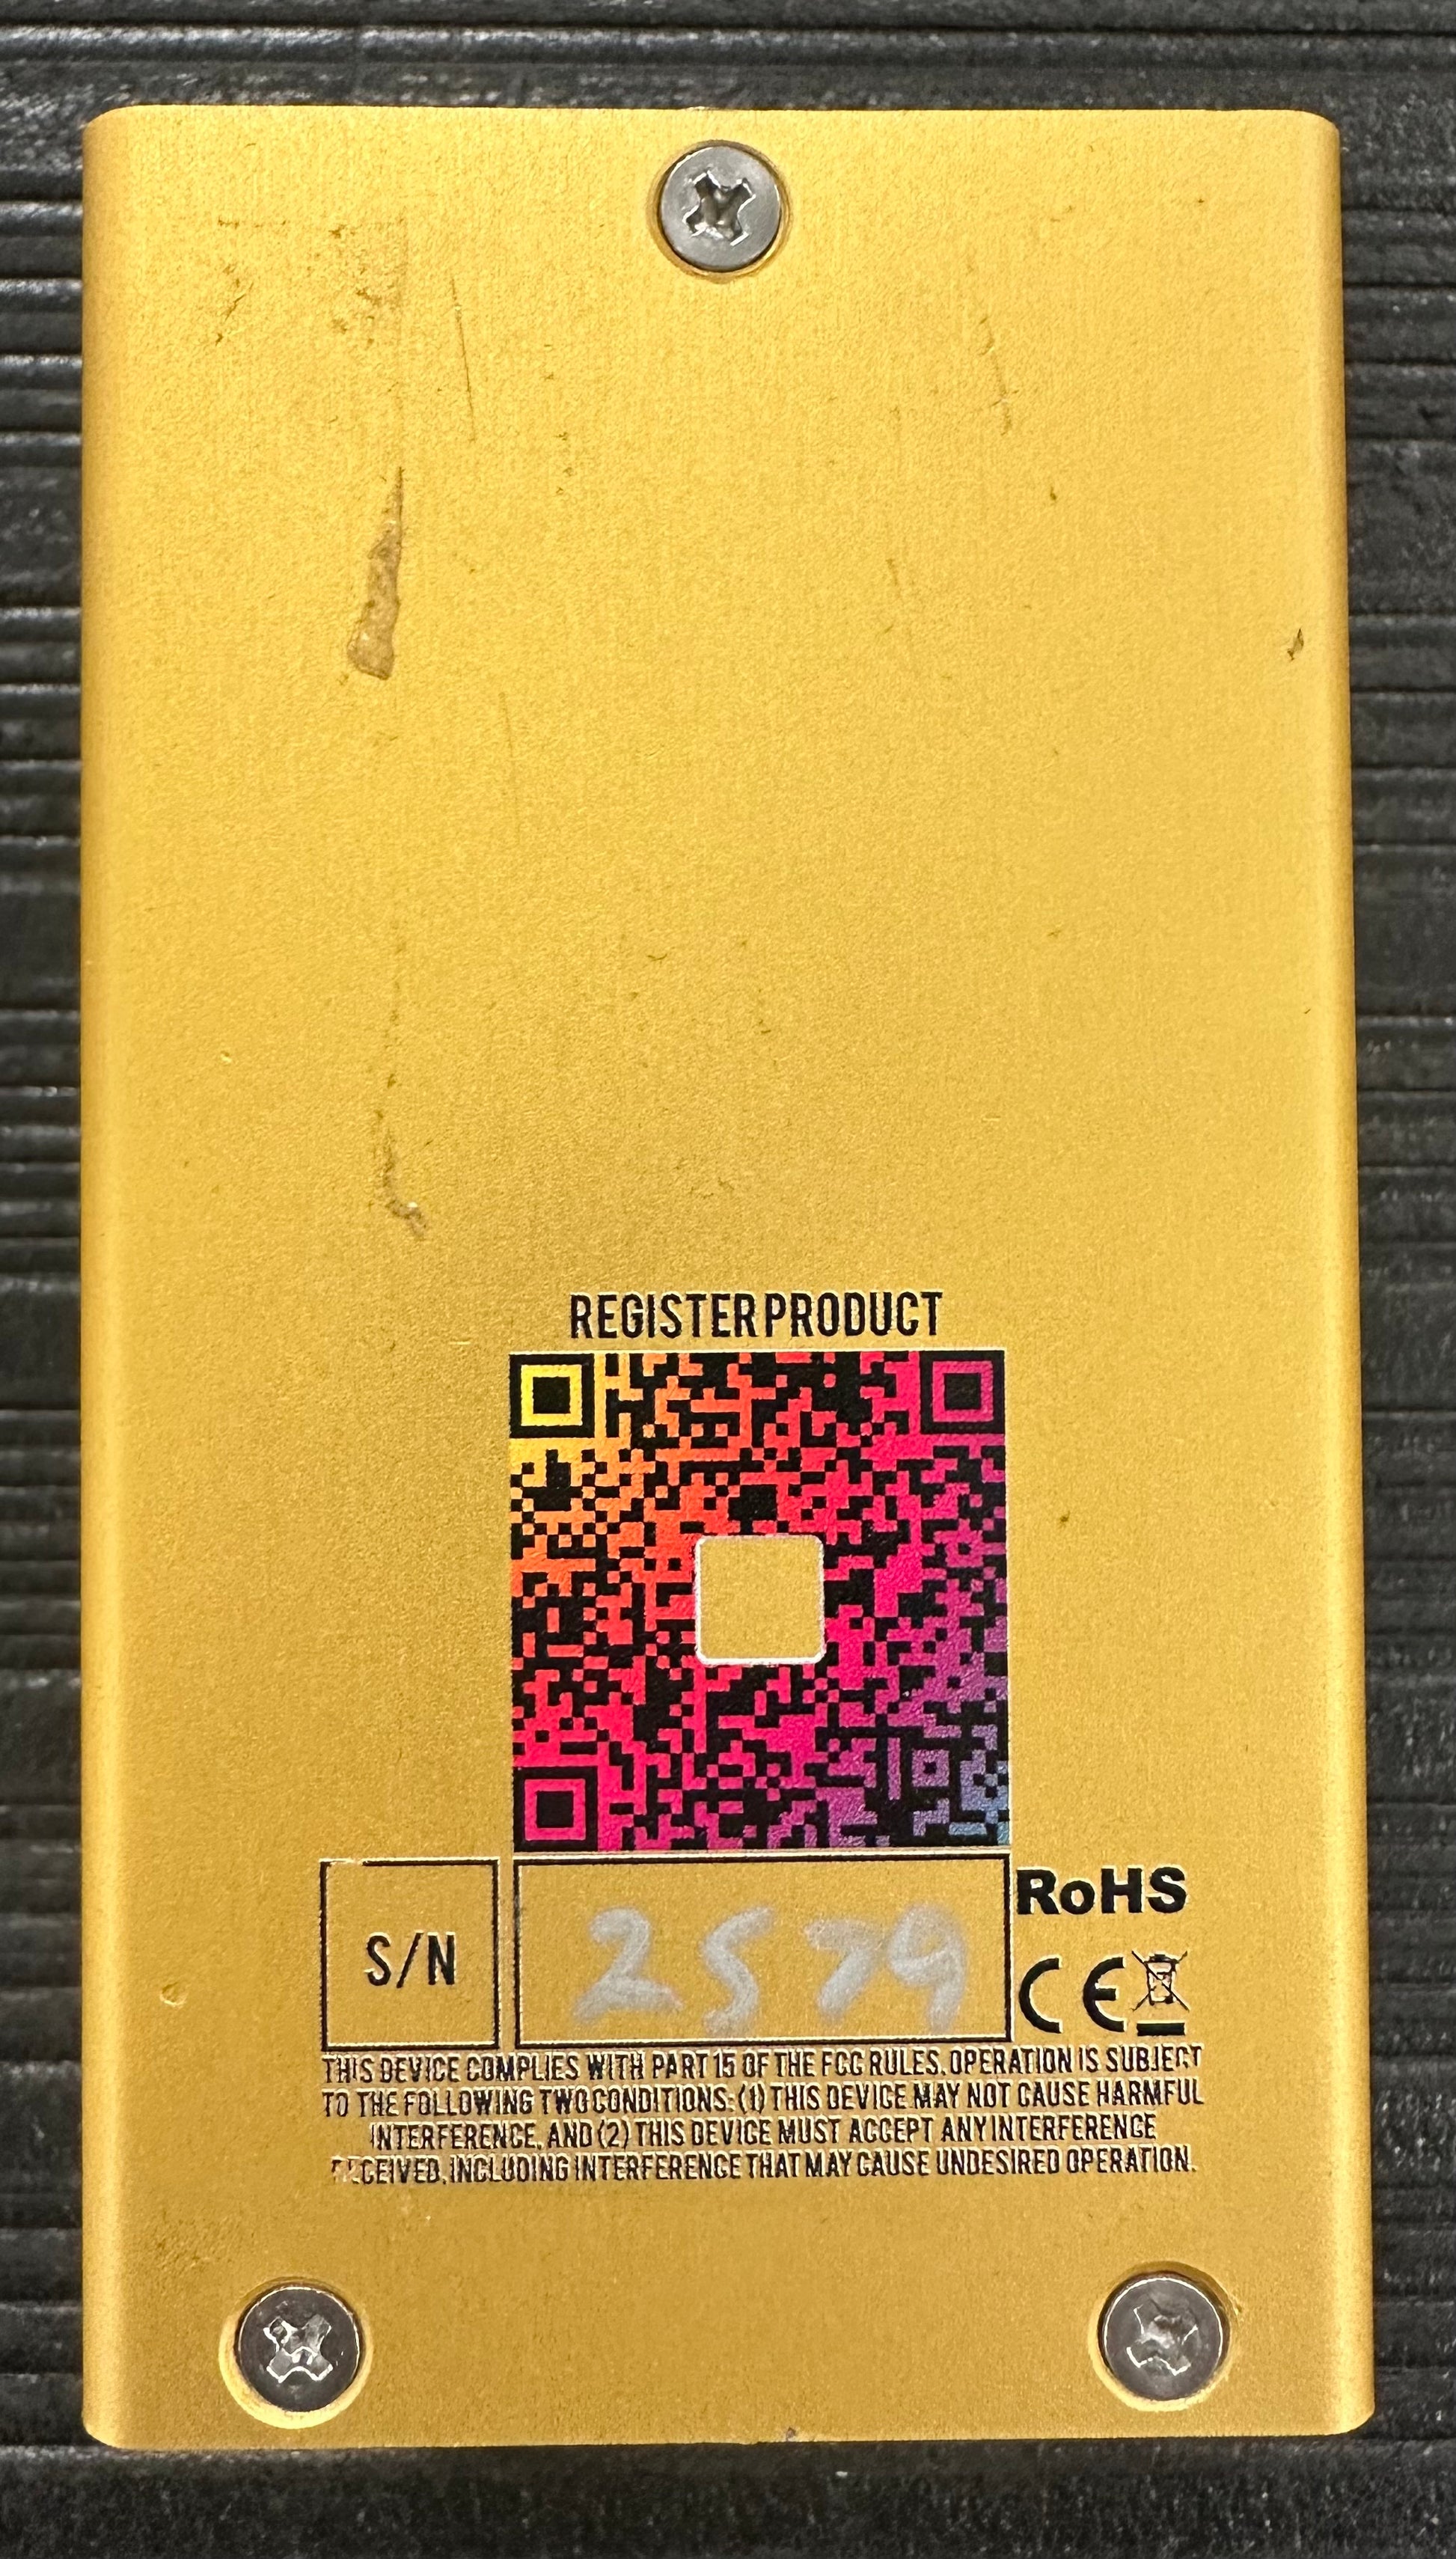 REGISTER PRODUCT
S/N 2579
RoHS
CE
THIS DEVICE COMPLIES WITH PART 15 OF THE FCC RULES. OPERATION IS SUBJECT
TO THE FOLLOWING TWO CONDITIONS: (1) THIS DEVICE MAY NOT CAUSE HARMFUL
INTERFERENCE, AND (2) THIS DEVICE MUST ACCEPT ANY INTERFERENCE
RECEIVED, INCLUDING INTERFERENCE THAT MAY CAUSE UNDESIRED OPERATION.